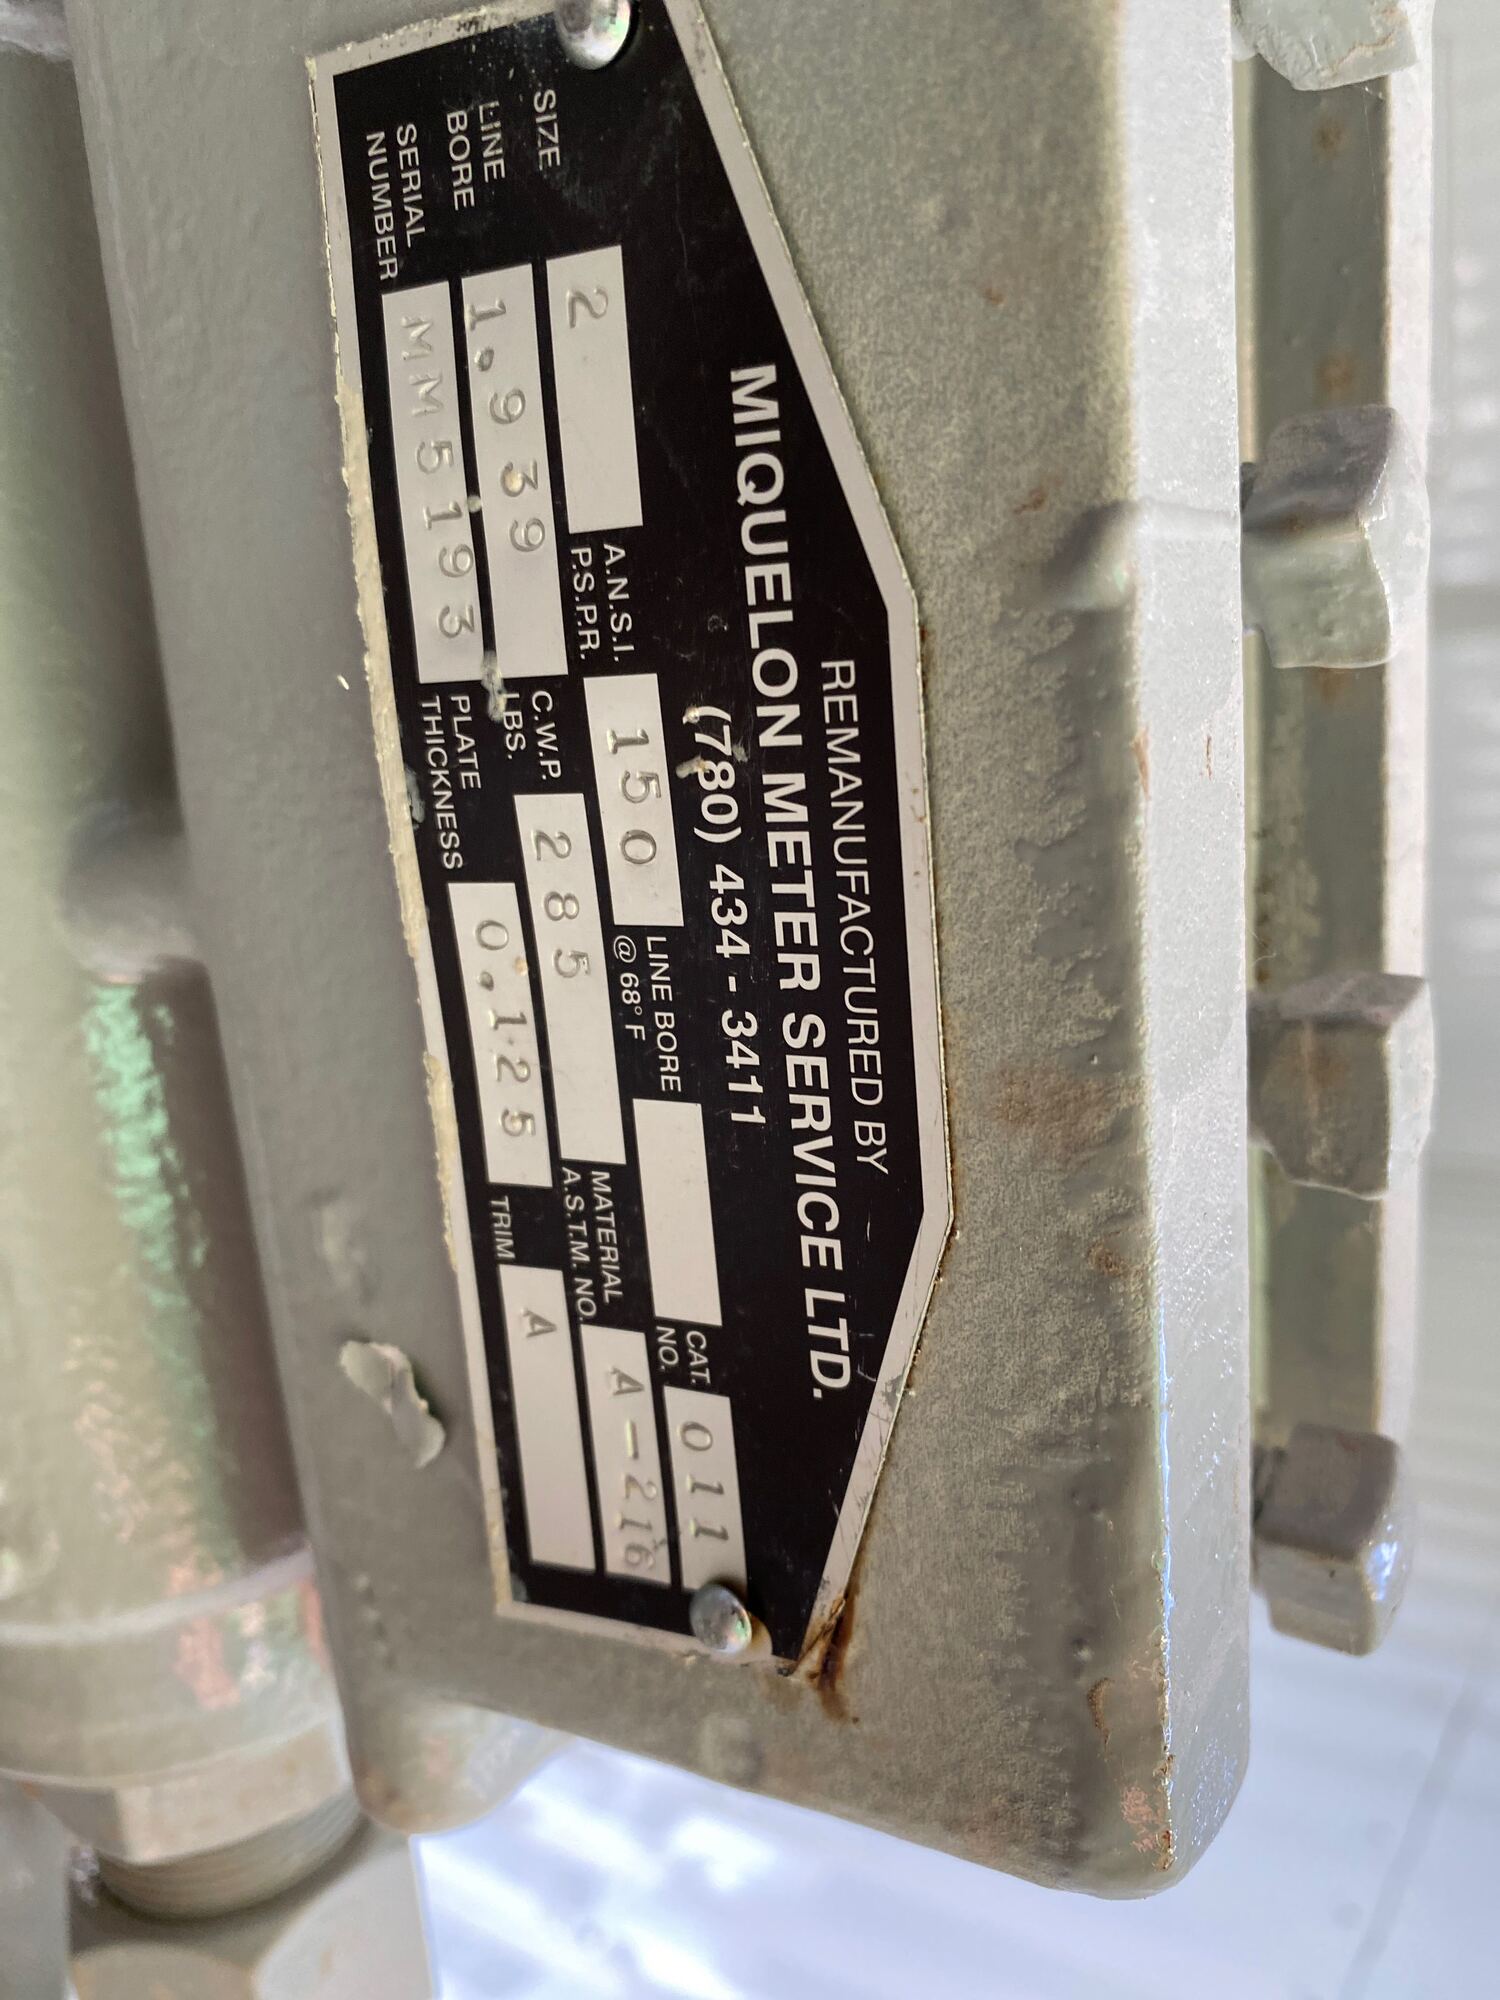 REMANUFACTURED BY
MIQUELON METER SERVICE LTD.
(780) 434 - 3411
SIZE 2 A.N.S.I. P.S.P.R. 150 LINE BORE @ 68° F CAT. NO. 011
LINE BORE 1.939 C.W.P. LBS. 285 MATERIAL A.S.T.M. NO. A-216
SERIAL NUMBER MM5193 PLATE THICKNESS 0.125 TRIM A